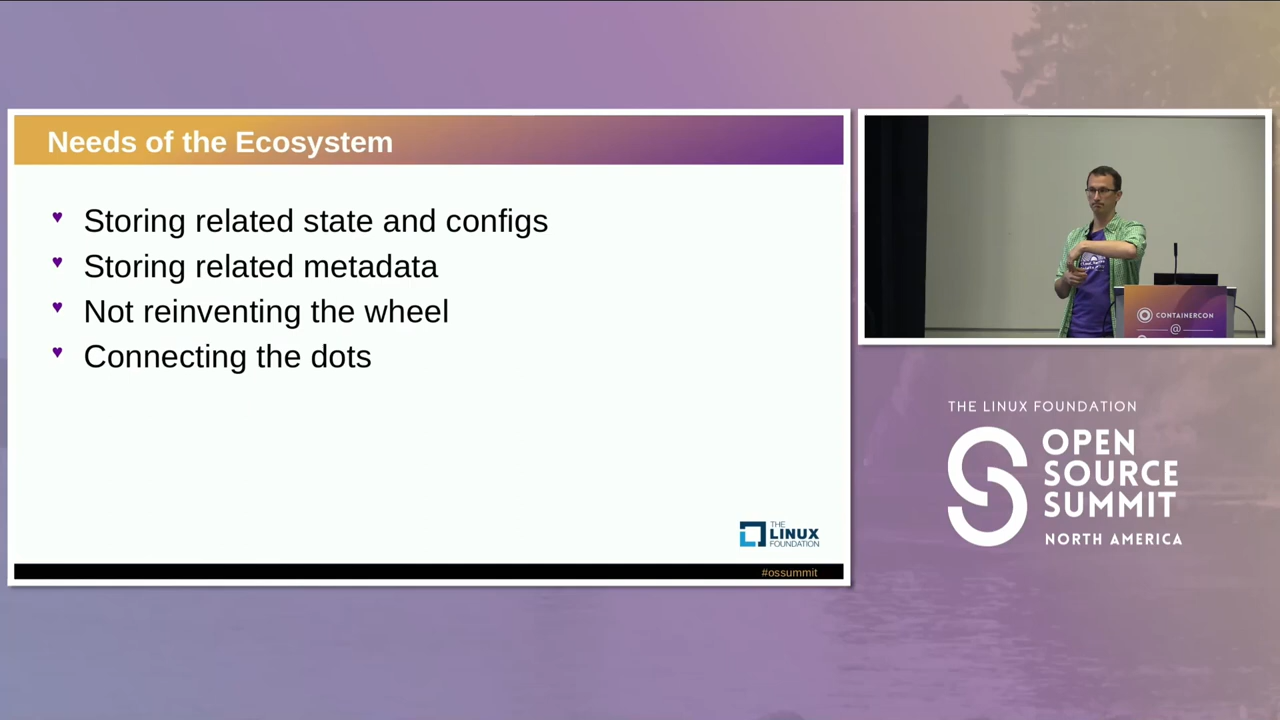 Needs of the Ecosystem
Storing related state and configs
Storing related metadata
Not reinventing the wheel
Connecting the dots
THE
LINUX
FOUNDATION
#ossummit
CONTAINERCON
@
THE LINUX FOUNDATION
OPEN
SOURCE
SUMMIT
NORTH AMERICA